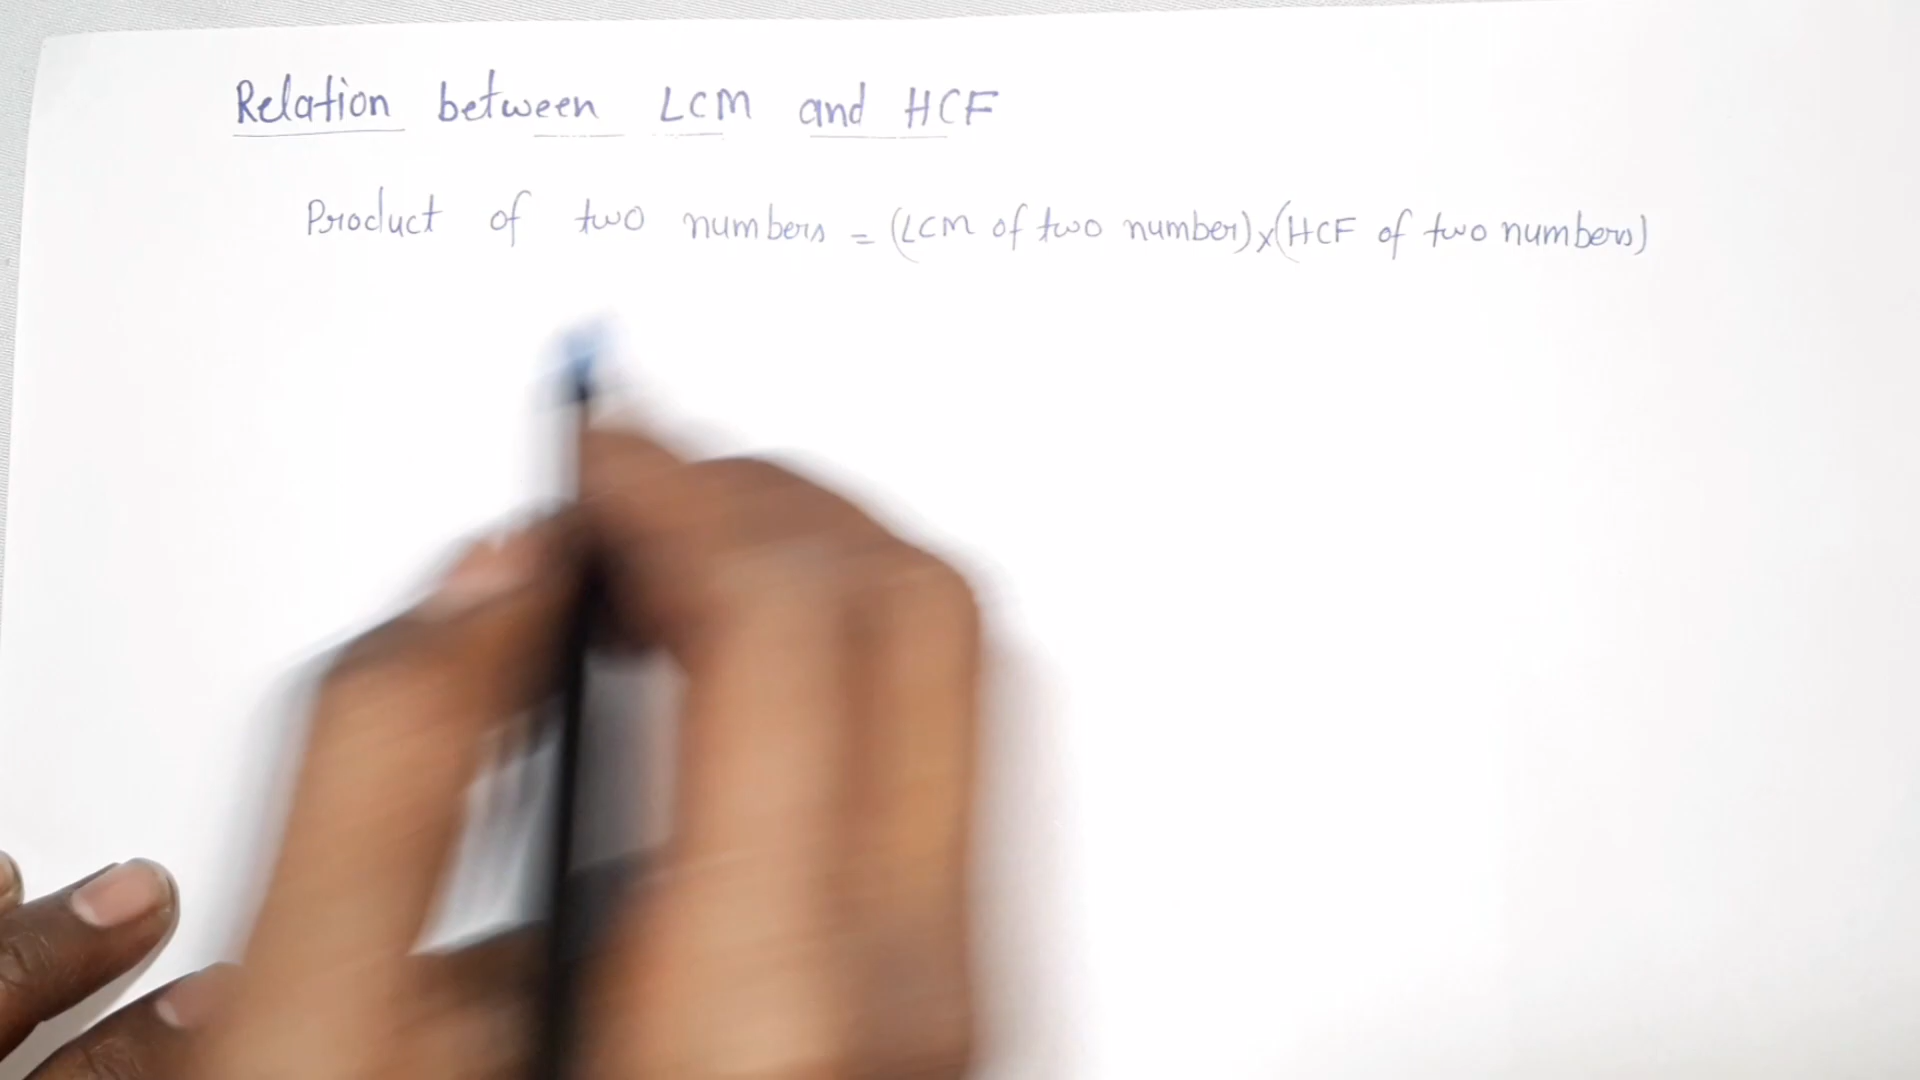 Relation between LCM and HCF
Product of two numbers = (LCM of two number)x(HCF of two numbers)